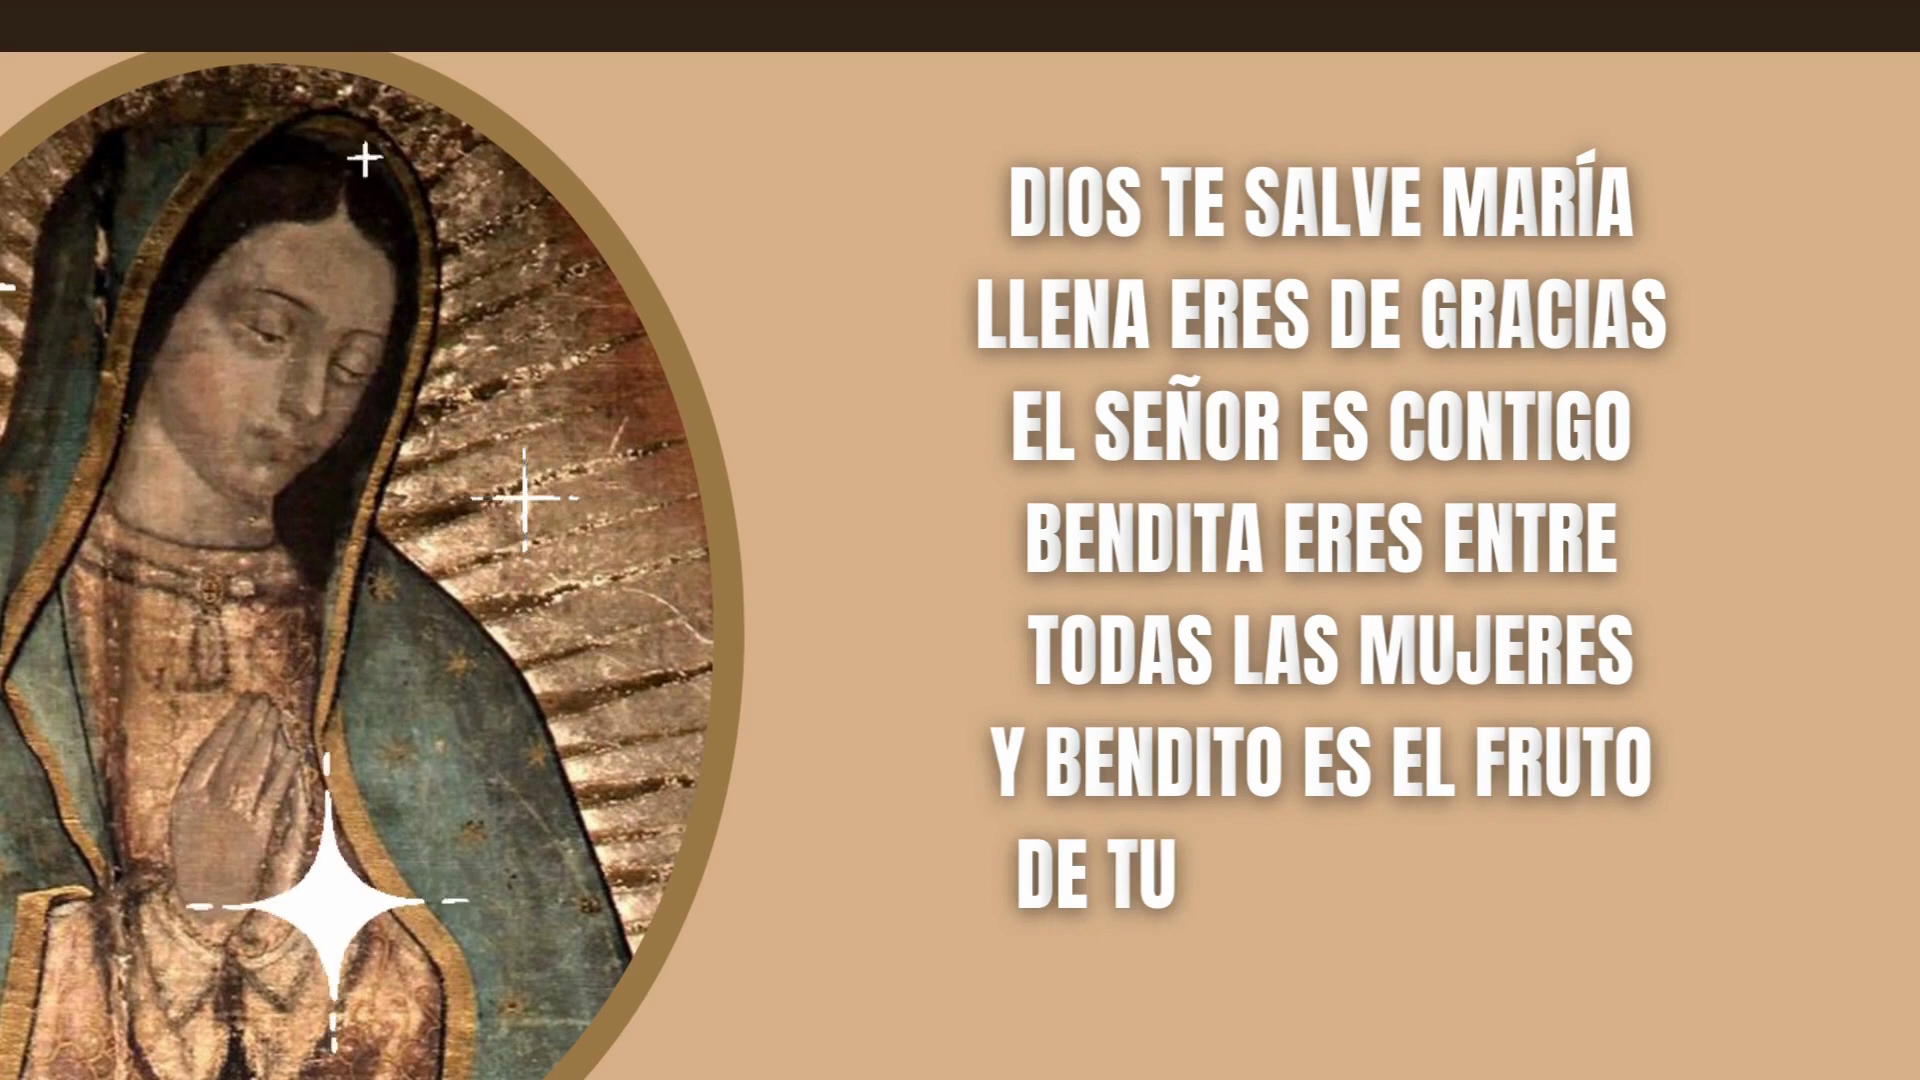 DIOS TE SALVE MARÍA
LLENA ERES DE GRACIAS
EL SEÑOR ES CONTIGO
BENDITA ERES ENTRE
TODAS LAS MUJERES
Y BENDITO ES EL FRUTO
DE TU